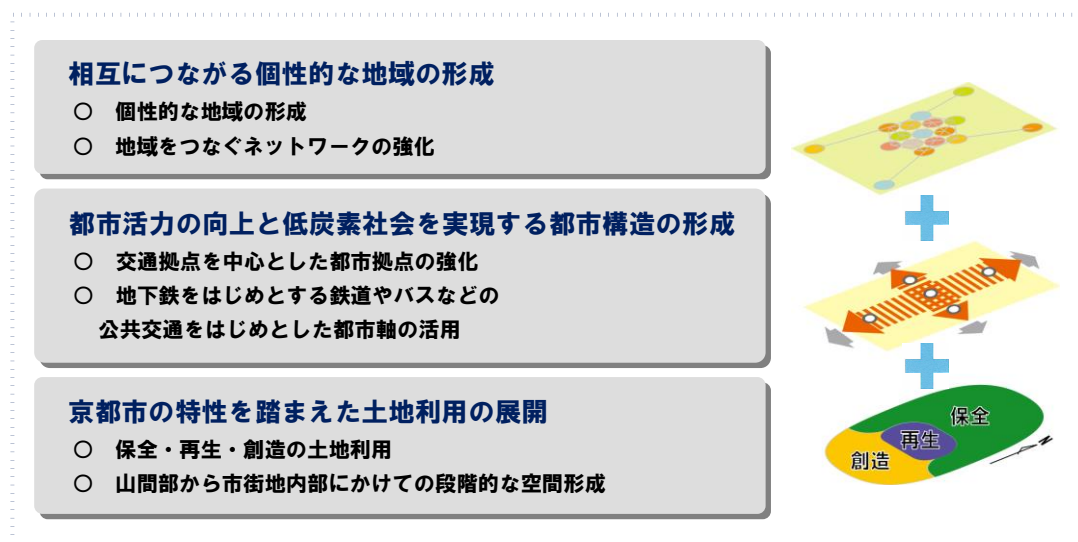 相互につながる個性的な地域の形成
○ 個性的な地域の形成
○ 地域をつなぐネットワークの強化
都市活力の向上と低炭素社会を実現する都市構造の形成
○ 交通拠点を中心とした都市拠点の強化
○ 地下鉄をはじめとする鉄道やバスなどの
公共交通をはじめとした都市軸の活用
京都市の特性を踏まえた土地利用の展開
○ 保全・再生・創造の土地利用
○ 山間部から市街地内部にかけての段階的な空間形成
保全
再生
創造
N